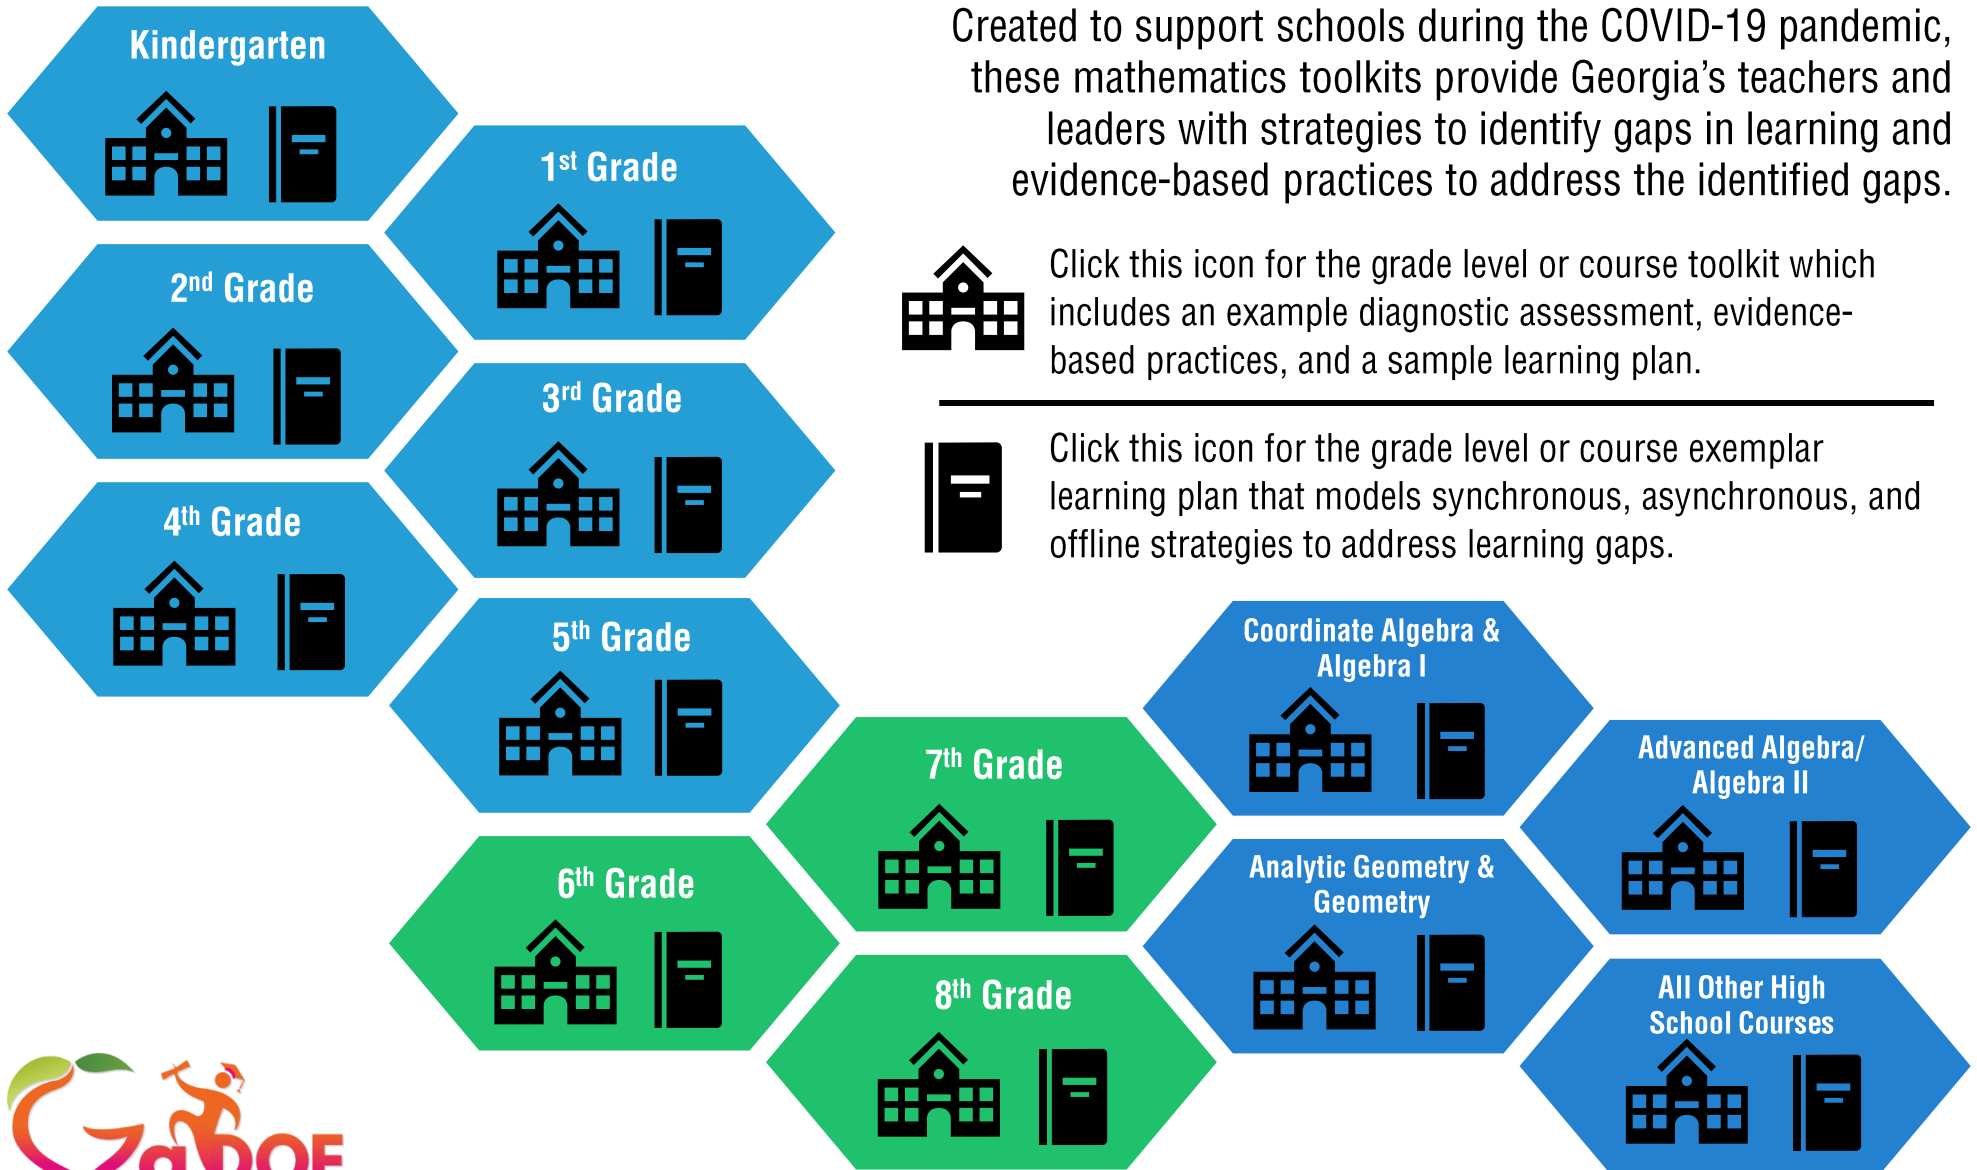 Kindergarten
1st Grade
2nd Grade
3rd Grade
4th Grade
5th Grade
6th Grade
7th Grade
8th Grade
Created to support schools during the COVID-19 pandemic,
these mathematics toolkits provide Georgia's teachers and
leaders with strategies to identify gaps in learning and
evidence-based practices to address the identified gaps.
Click this icon for the grade level or course toolkit which
includes an example diagnostic assessment, evidence-
based practices, and a sample learning plan.
Click this icon for the grade level or course exemplar
learning plan that models synchronous, asynchronous, and
offline strategies to address learning gaps.
Coordinate Algebra &
Algebra I
Advanced Algebra/
Algebra II
Analytic Geometry &
Geometry
All Other High
School Courses
GaDOE